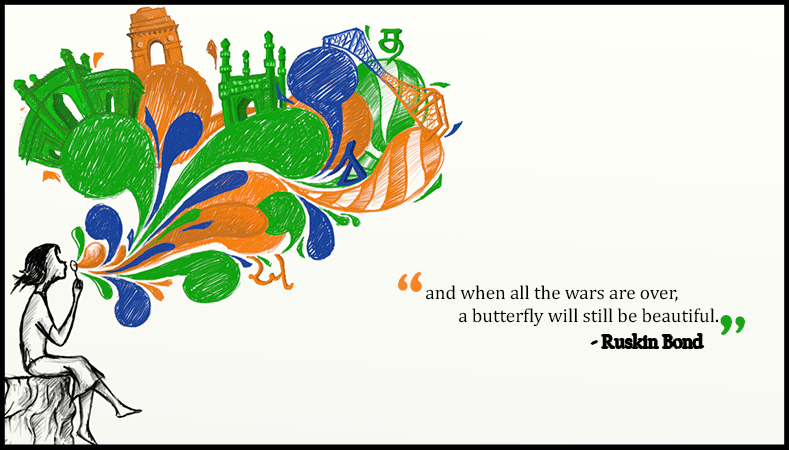 த
“and when all the wars are over,
a butterfly will still be beautiful.”
- Ruskin Bond